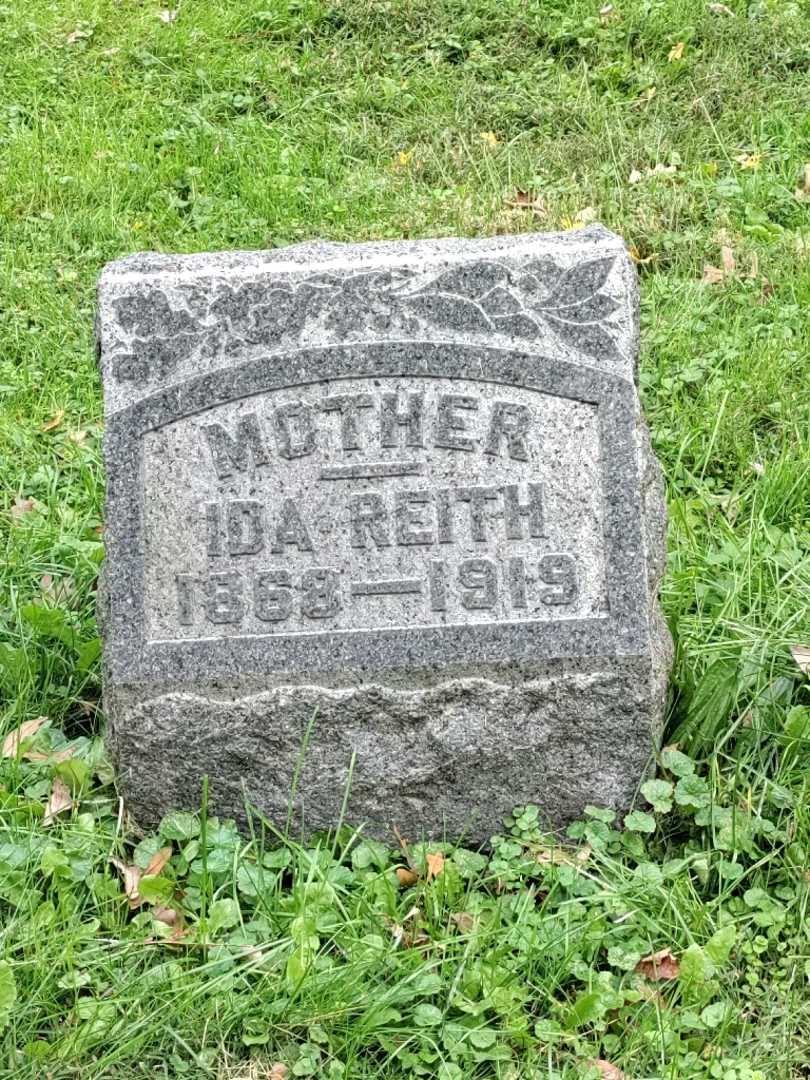 MOTHER
IDA REITH
1868—1919